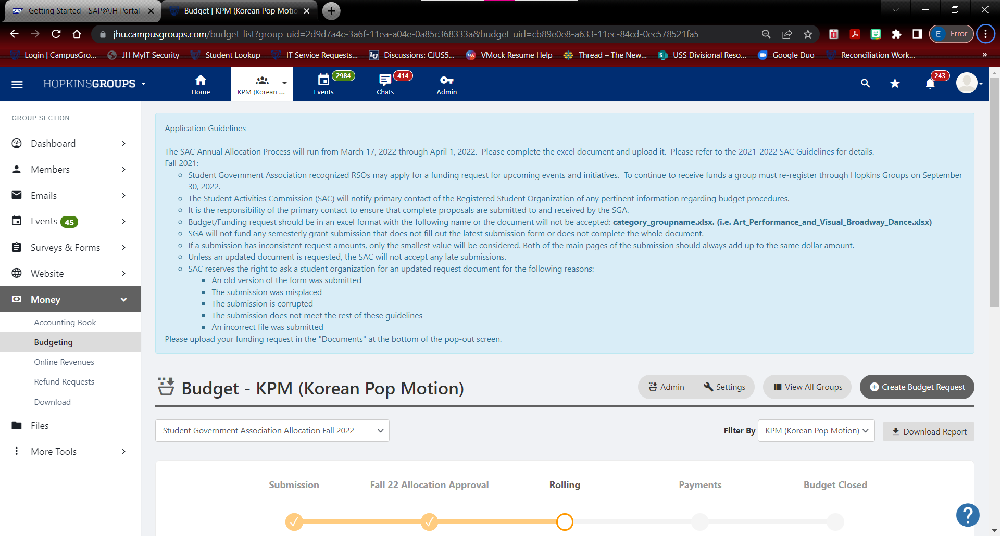 SAP Getting Started - SAP@JH Portal
Budget | KPM (Korean Pop Motio
jhu.campusgroups.com/budget_list?group_uid=2d9d7a4c-3a6f-11ea-a04e-0a85c368333a&budget_uid=cb89e0e8-a633-11ec-84cd-0ec578521fa5
E Error
Login | CampusGro...
JH MyIT Security
Student Lookup
IT Service Requests...
Discussions: CJUS5...
VMock Resume Help
Thread – The New...
USS Divisional Reso...
Google Duo
Reconciliation Work...
»
HOPKINSGROUPS
Home
KPM (Korean ...
2984
Events
414
Chats
Admin
243
GROUP SECTION
Dashboard
Members
Emails
Events 45
Surveys & Forms
Website
Money
Accounting Book
Budgeting
Online Revenues
Refund Requests
Download
Files
More Tools
Application Guidelines
The SAC Annual Allocation Process will run from March 17, 2022 through April 1, 2022.  Please complete the excel document and upload it.  Please refer to the 2021-2022 SAC Guidelines for details.
Fall 2021:
Student Government Association recognized RSOs may apply for a funding request for upcoming events and initiatives.  To continue to receive funds a group must re-register through Hopkins Groups on September
30, 2022.
The Student Activities Commission (SAC) will notify primary contact of the Registered Student Organization of any pertinent information regarding budget procedures.
It is the responsibility of the primary contact to ensure that complete proposals are submitted to and received by the SGA.
Budget/Funding request should be in an excel format with the following name or the document will not be accepted: category_groupname.xlsx. (i.e. Art_Performance_and_Visual_Broadway_Dance.xlsx)
SGA will not fund any semesterly grant submission that does not fill out the latest submission form or does not complete the whole document.
If a submission has inconsistent request amounts, only the smallest value will be considered. Both of the main pages of the submission should always add up to the same dollar amount.
Unless an updated document is requested, the SAC will not accept any late submissions.
SAC reserves the right to ask a student organization for an updated request document for the following reasons:
An old version of the form was submitted
The submission was misplaced
The submission is corrupted
The submission does not meet the rest of these guidelines
An incorrect file was submitted
Please upload your funding request in the "Documents" at the bottom of the pop-out screen.
Budget - KPM (Korean Pop Motion)
Admin
Settings
View All Groups
Create Budget Request
Student Government Association Allocation Fall 2022
Filter By KPM (Korean Pop Motion)
Download Report
Submission
Fall 22 Allocation Approval
Rolling
Payments
Budget Closed
?